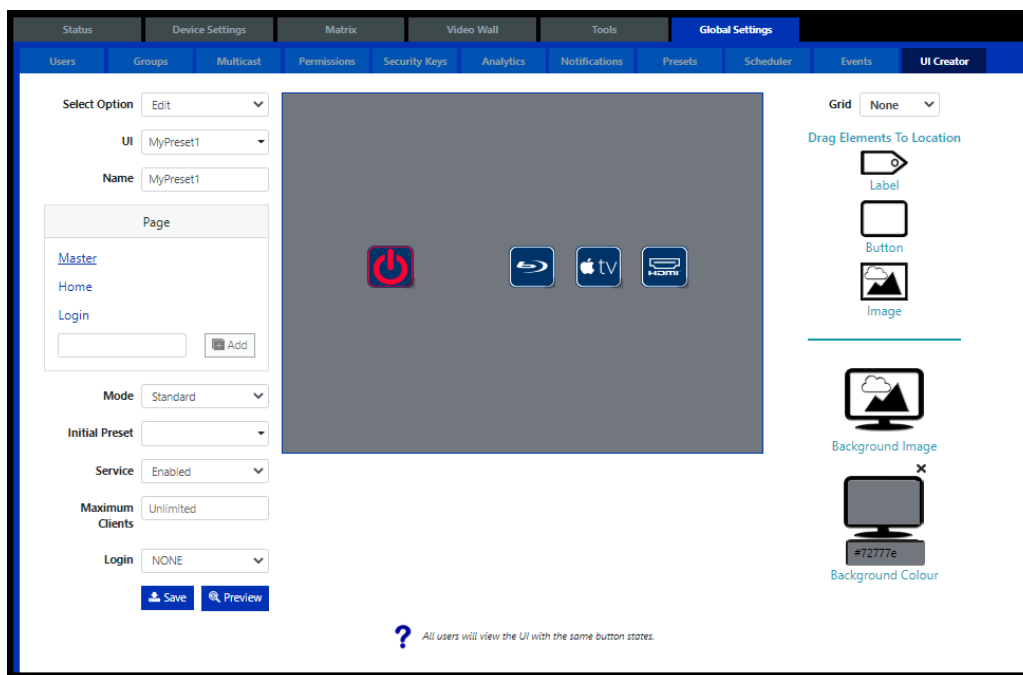 Status Device Settings Matrix Video Wall Tools Global Settings
Users Groups Multicast Permissions Security Keys Analytics Notifications Presets Scheduler Events UI Creator
Select Option Edit
UI MyPreset1
Name MyPreset1
Page
Master
Home
Login
Add
Mode Standard
Initial Preset
Service Enabled
Maximum Clients Unlimited
Login NONE
Save Preview
tv HDMI
Grid None
Drag Elements To Location
Label
Button
Image
Background Image
#72777e
Background Colour
? All users will view the UI with the same button states.